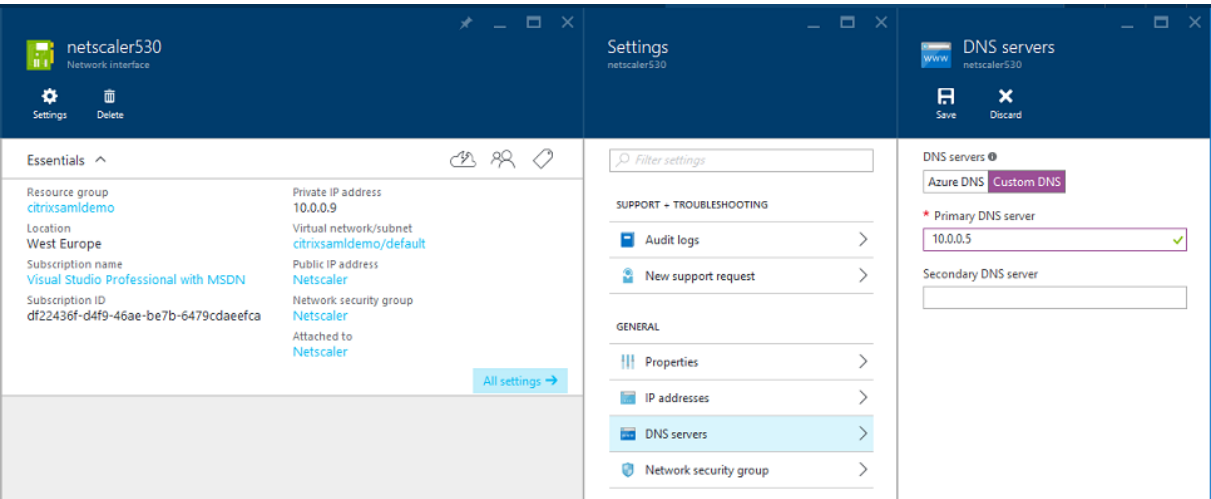 netscaler530
Network interface
Settings
Delete
Essentials
Resource group
citrixsamldemo
Location
West Europe
Subscription name
Visual Studio Professional with MSDN
Subscription ID
df22436f-d4f9-46ae-be7b-6479cdaeefca
Private IP address
10.0.0.9
Virtual network/subnet
citrixsamldemo/default
Public IP address
Netscaler
Network security group
Netscaler
Attached to
Netscaler
All settings →
Settings
netscaler530
Filter settings
SUPPORT + TROUBLESHOOTING
Audit logs
New support request
GENERAL
Properties
IP addresses
DNS servers
Network security group
www
DNS servers
netscaler530
Save
Discard
DNS servers
Azure DNS Custom DNS
* Primary DNS server
10.0.0.5
Secondary DNS server